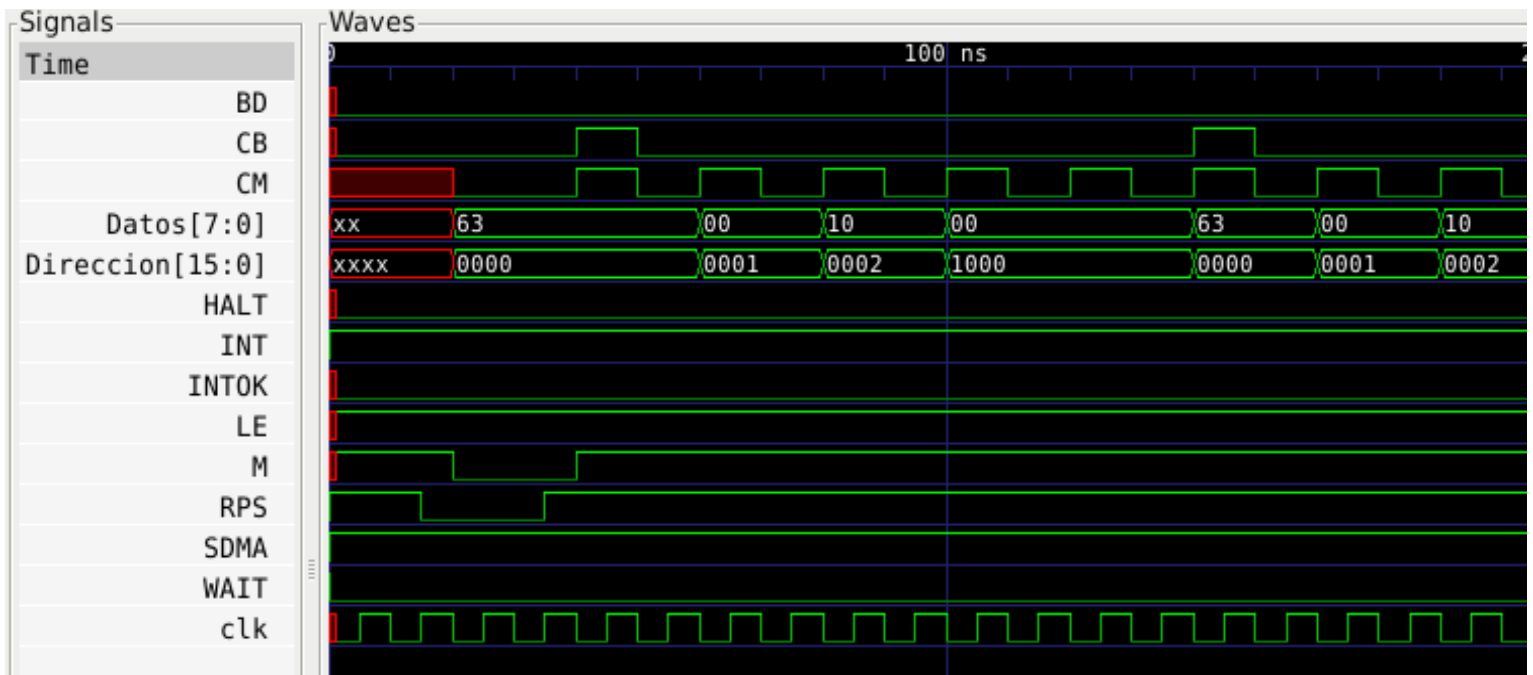 Signals Waves
Time 0 100 ns 2
BD
CB
CM
Datos[7:0] xx 63 00 10 00 63 00 10
Direccion[15:0] xxxx 0000 0001 0002 1000 0000 0001 0002
HALT
INT
INTOK
LE
M
RPS
SDMA
WAIT
clk